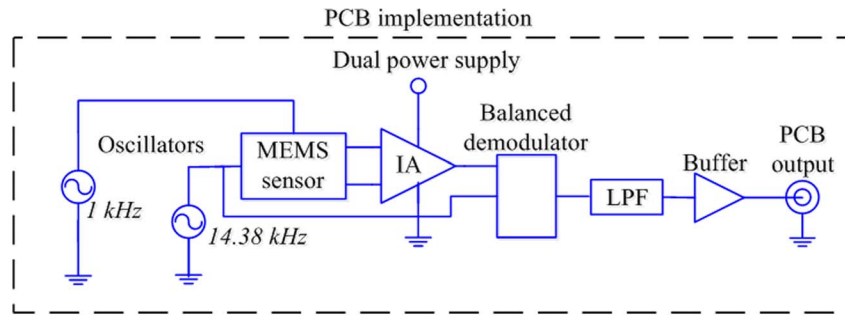 PCB implementation
Dual power supply
Oscillators
MEMS
sensor
IA
Balanced
demodulator
LPF
Buffer
PCB
output
1 kHz
14.38 kHz